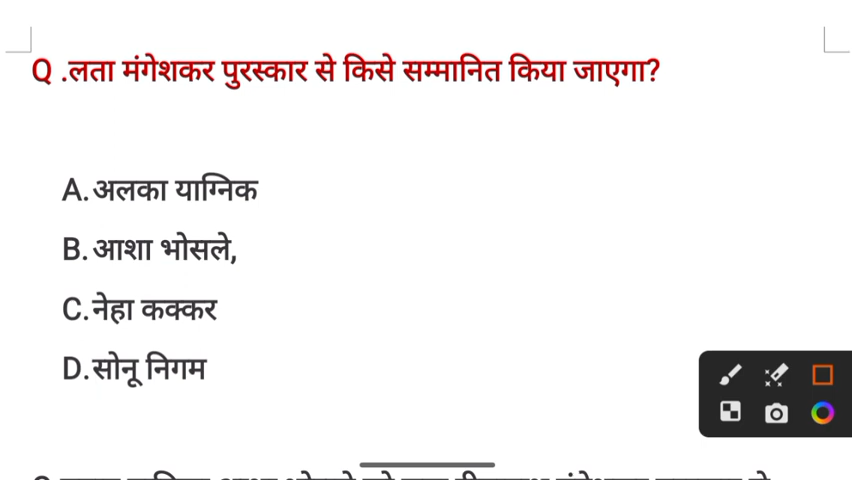 Q .लता मंगेशकर पुरस्कार से किसे सम्मानित किया जाएगा?
A.अलका याग्निक
B.आशा भोसले,
C.नेहा कक्कर
D.सोनू निगम